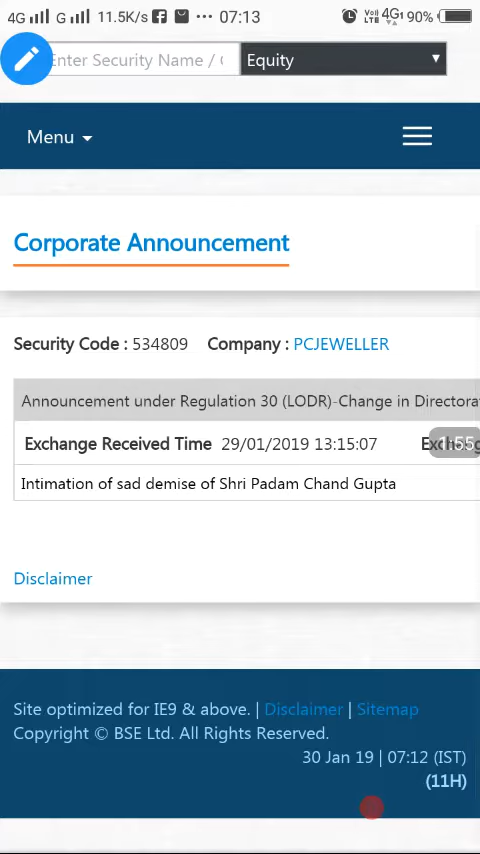 4G G 11.5K/s ... 07:13 4G 90%
Enter Security Name / Equity
Menu
Corporate Announcement
Security Code : 534809 Company : PCJEWELLER
Announcement under Regulation 30 (LODR)-Change in Directora
Exchange Received Time 29/01/2019 13:15:07
1:55
Intimation of sad demise of Shri Padam Chand Gupta
Disclaimer
Site optimized for IE9 & above. | Disclaimer | Sitemap
Copyright © BSE Ltd. All Rights Reserved.
30 Jan 19 | 07:12 (IST)
(11H)